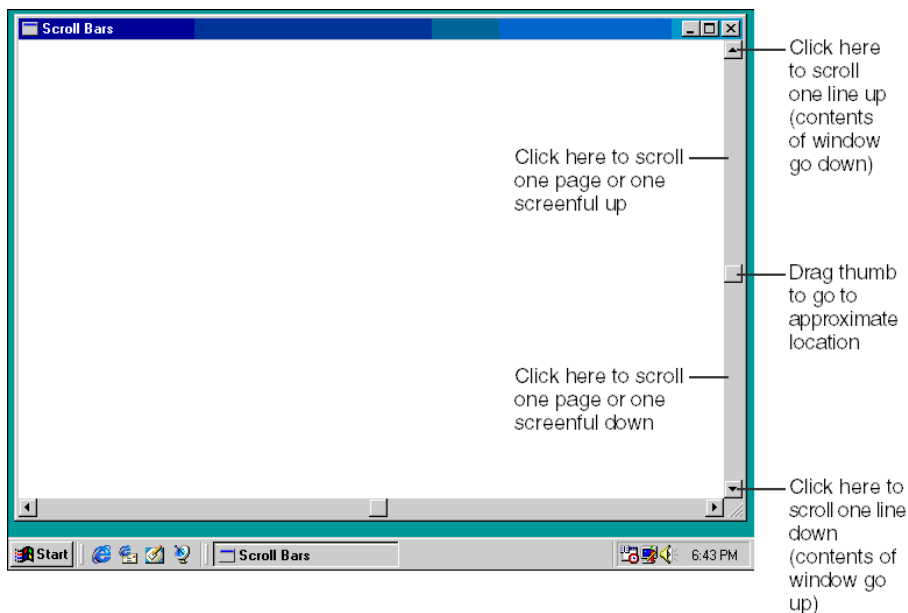 Scroll Bars
Click here
to scroll
one line up
(contents
of window
go down)
Click here to scroll
one page or one
screenful up
Drag thumb
to go to
approximate
location
Click here to scroll
one page or one
screenful down
Click here to
scroll one line
down
(contents of
window go
up)
Start
Scroll Bars
6:43 PM